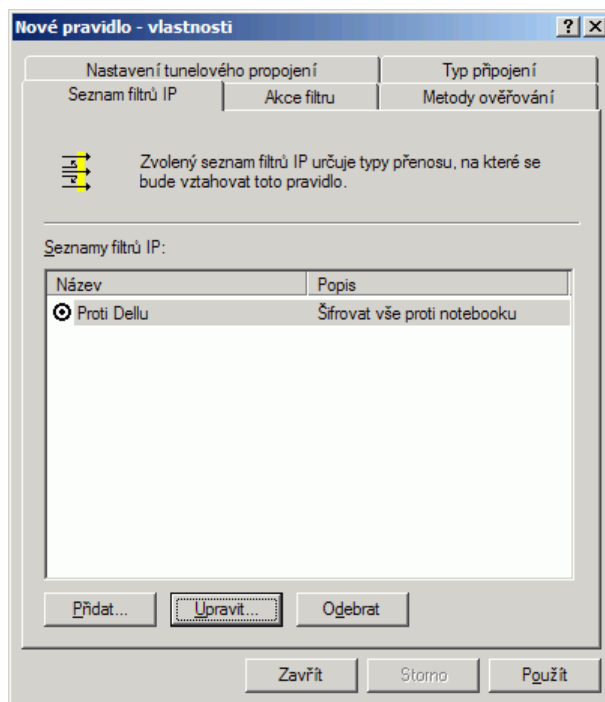 Nové pravidlo - vlastnosti
Nastavení tunelového propojení
Typ připojení
Seznam filtrů IP
Akce filtru
Metody ověřování
Zvolený seznam filtrů IP určuje typy přenosu, na které se
bude vztahovat toto pravidlo.
Seznamy filtrů IP:
Název
Popis
Proti Dellu
Šifrovat vše proti notebooku
Přidat...
Upravit...
Odebrat
Zavřít
Storno
Použít